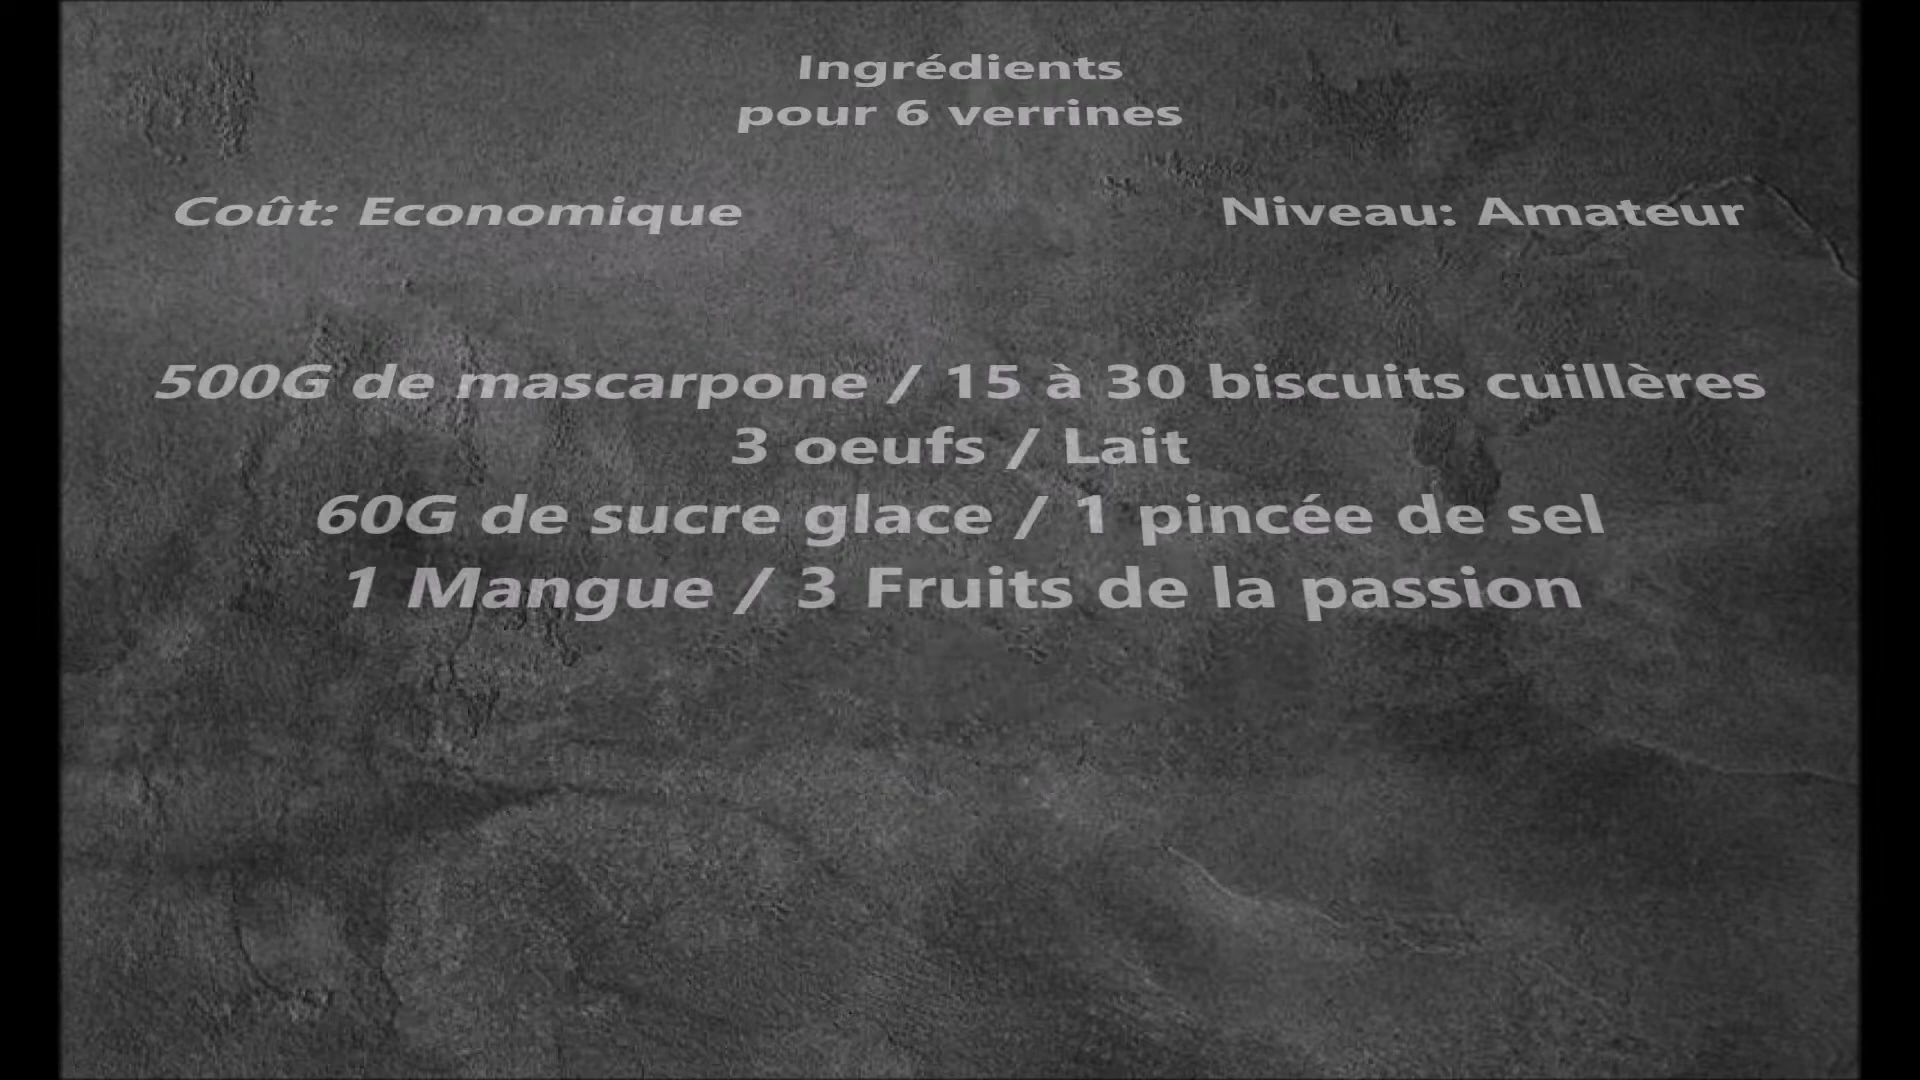 Ingrédients
pour 6 verrines
Coût: Economique
Niveau: Amateur
500G de mascarpone / 15 à 30 biscuits cuillères
3 oeufs / Lait
60G de sucre glace / 1 pincée de sel
1 Mangue / 3 Fruits de la passion